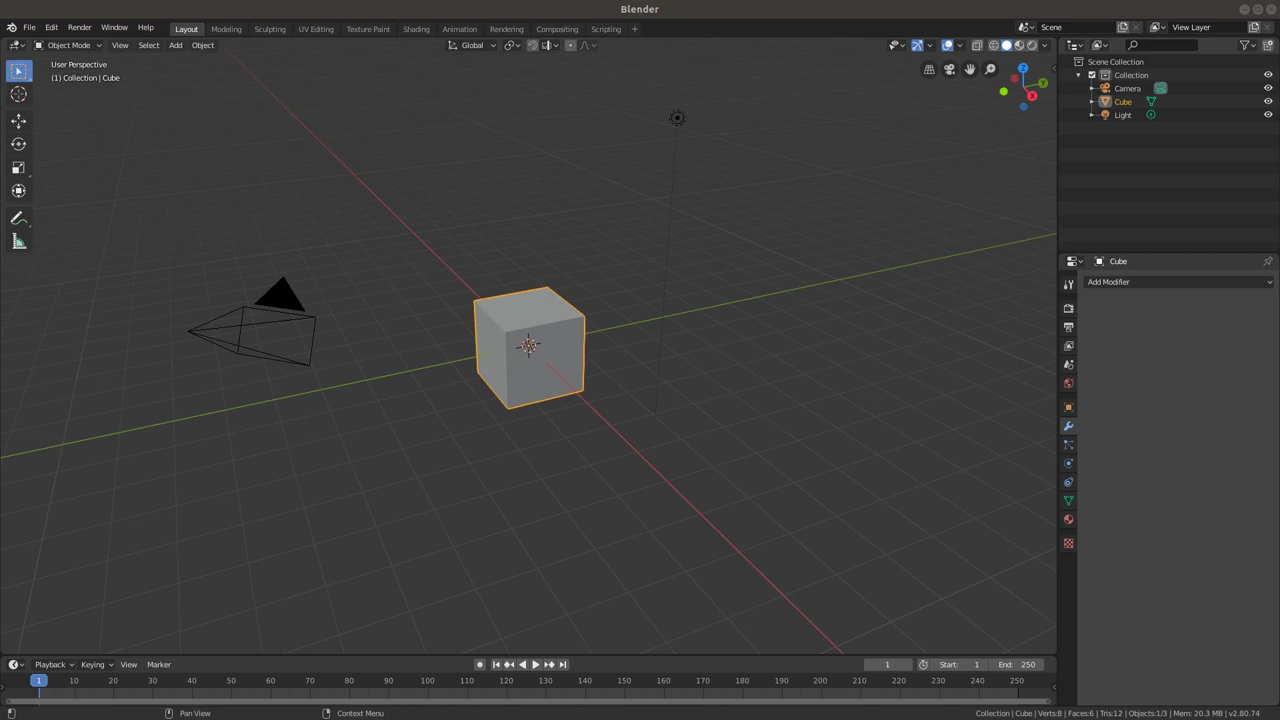 Blender
File Edit Render Window Help Layout Modeling Sculpting UV Editing Texture Paint Shading Animation Rendering Compositing Scripting + Scene View Layer
Object Mode View Select Add Object Global
User Perspective
(1) Collection | Cube
Z
Y
X
Scene Collection
Collection
Camera
Cube
Light
Cube
Add Modifier
Playback Keying View Marker 1 Start: 1 End: 250
1 10 20 30 40 50 60 70 80 90 100 110 120 130 140 150 160 170 180 190 200 210 220 230 240 250
Pan View Context Menu Collection | Cube | Verts:8 | Faces:6 | Tris:12 | Objects:1/3 | Mem: 20.3 MB | v2.80.74